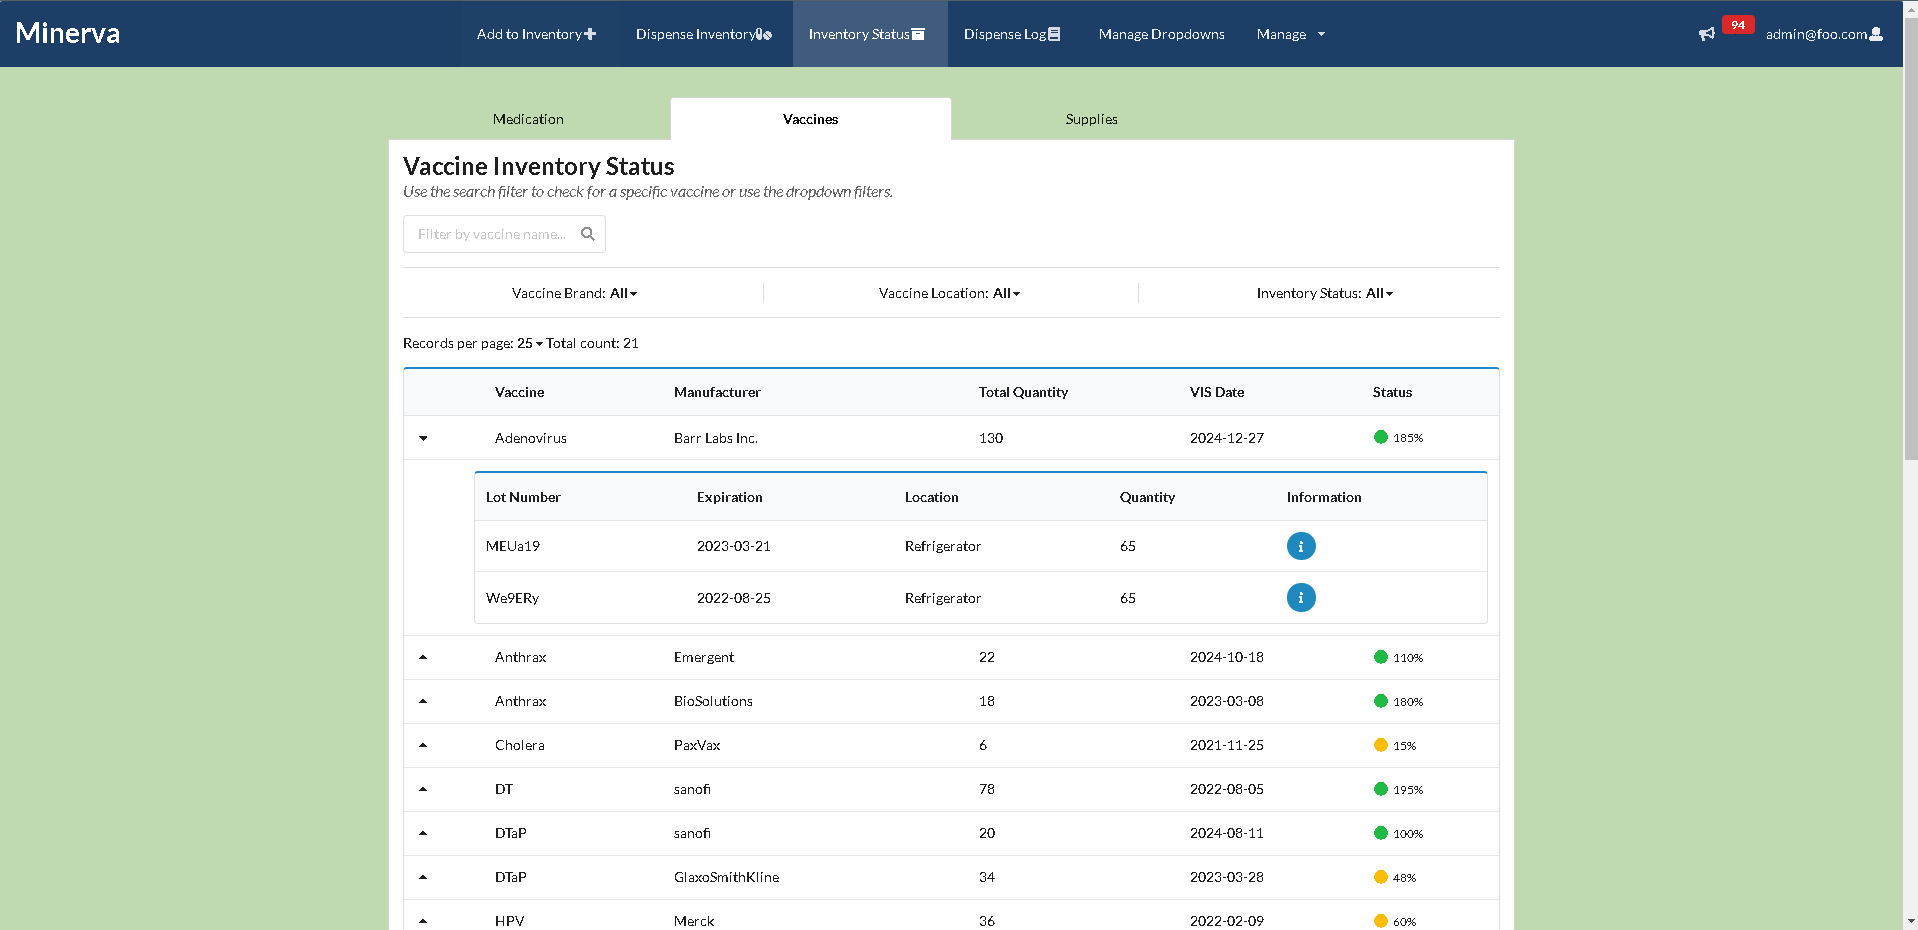 Minerva
Add to Inventory
Dispense Inventory
Inventory Status
Dispense Log
Manage Dropdowns
Manage
94
admin@foo.com
Medication
Vaccines
Supplies
Vaccine Inventory Status
Use the search filter to check for a specific vaccine or use the dropdown filters.
Filter by vaccine name...
Vaccine Brand: All
Vaccine Location: All
Inventory Status: All
Records per page: 25 Total count: 21
Vaccine Manufacturer Total Quantity VIS Date Status
Adenovirus Barr Labs Inc. 130 2024-12-27 185%
Lot Number Expiration Location Quantity Information
MEUa19 2023-03-21 Refrigerator 65
We9ERy 2022-08-25 Refrigerator 65
Anthrax Emergent 22 2024-10-18 110%
Anthrax BioSolutions 18 2023-03-08 180%
Cholera PaxVax 6 2021-11-25 15%
DT sanofi 78 2022-08-05 195%
DTaP sanofi 20 2024-08-11 100%
DTaP GlaxoSmithKline 34 2023-03-28 48%
HPV Merck 36 2022-02-09 60%